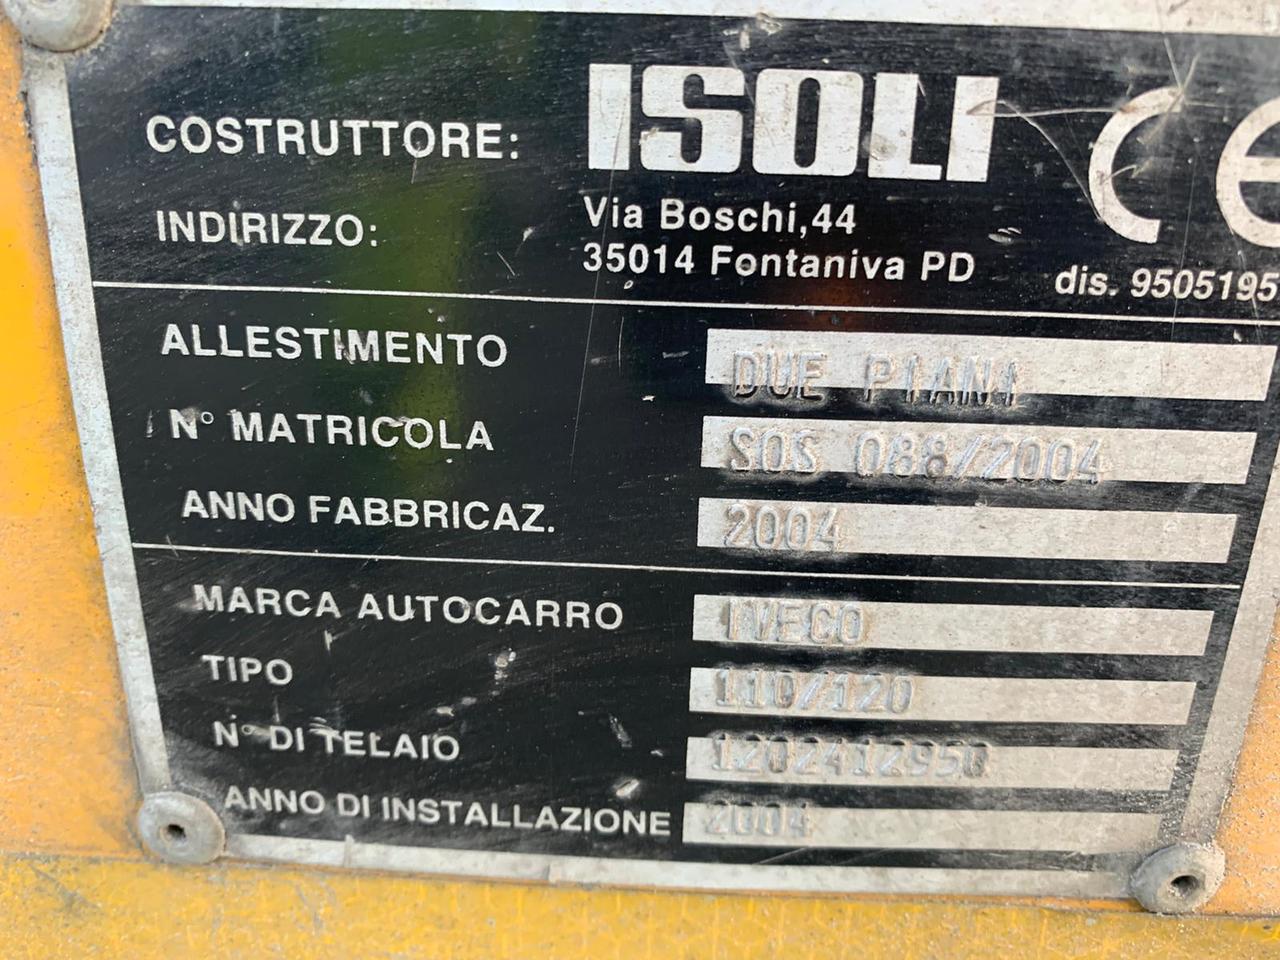 COSTRUTTORE: ISOLI CE
INDIRIZZO: Via Boschi,44
35014 Fontaniva PD
dis. 9505195
ALLESTIMENTO DUE PIANI
N° MATRICOLA SOS 088/2004
ANNO FABBRICAZ. 2004
MARCA AUTOCARRO IVECO
TIPO 110/120
N° DI TELAIO 1202412950
ANNO DI INSTALLAZIONE 2004